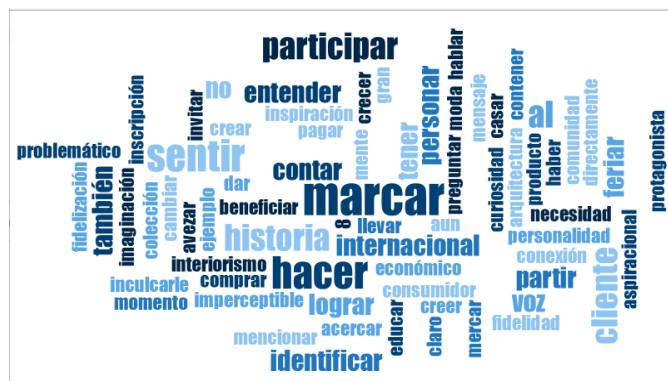 participar
no
entender
gran
hablar
crecer
moda
inspiración
crear
pagar
invitar
inscripción
problemático
sentir
contar
mente
tener
personar
preguntar
mensaje
casar
contener
al
comunidad
directamente
feriar
protagonista
curiosidad
arquitectura
producto
haber
fidelización
también
imaginación
colección
cambiar
avezar
ejemplo
dar
beneficiar
marcar
8
llevar
aun
historia
internacional
necesidad
personalidad
conexión
interiorismo
comprar
hacer
económico
consumidor
partir
cliente
aspiracional
inculcarle
momento
imperceptible
lograr
creer
voz
fidelidad
acercar
mencionar
educar
claro
mercar
identificar